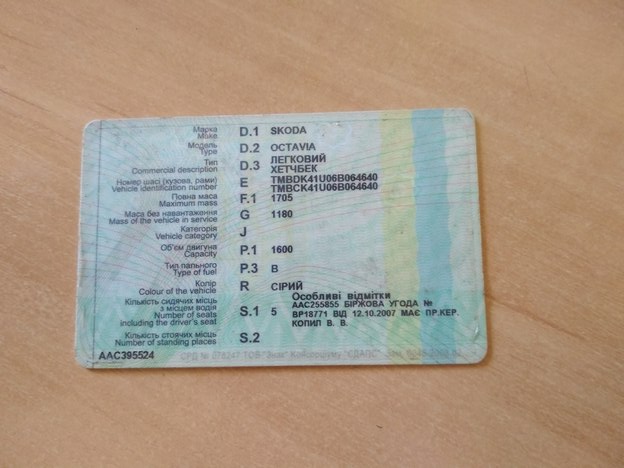 Марка
Make
D.1 SKODA
Модель
Type
D.2 OCTAVIA
Тип
Commercial description
D.3 ЛЕГКОВИЙ
ХЕТЧБЕК
Номер шасі (кузова, рами)
Vehicle identification number
E TMBDK41U06B064640
TMBCK41U06B064640
Повна маса
Maximum mass
F.1 1705
Маса без навантаження
Mass of the vehicle in service
G 1180
Категорія
Vehicle category
J
Об'єм двигуна
Capacity
P.1 1600
Тип пального
Type of fuel
P.3 B
Колір
Colour of the vehicle
R СІРИЙ
Особливі відмітки
Кількість сидячих місць
з місцем водія
Number of seats
including the driver's seat
S.1 5
ААС255855 БІРЖОВА УГОДА №
ВР18771 ВІД 12.10.2007 МАЄ ПР.КЕР.
КОПИЛ В. В.
Кількість стоячих місць
Number of standing places
S.2
ААС395524